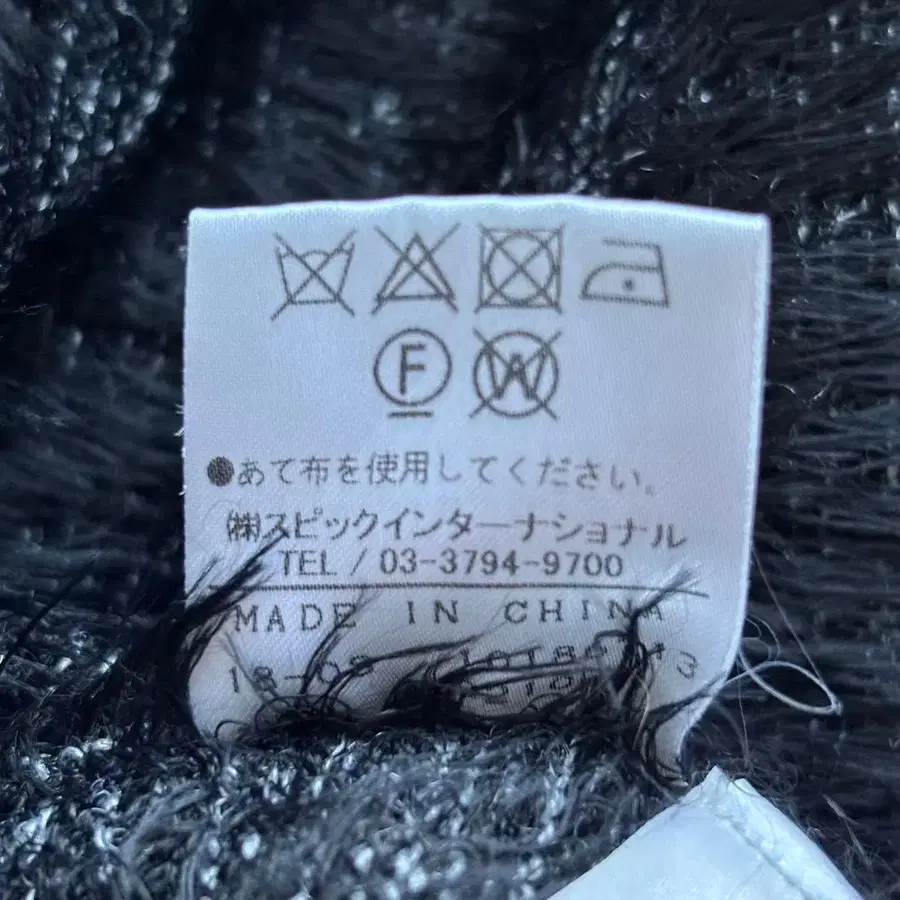 F W
●あて布を使用してください。
㈱スピックインターナショナル
TEL / 03-3794-9700
MADE IN CHINA